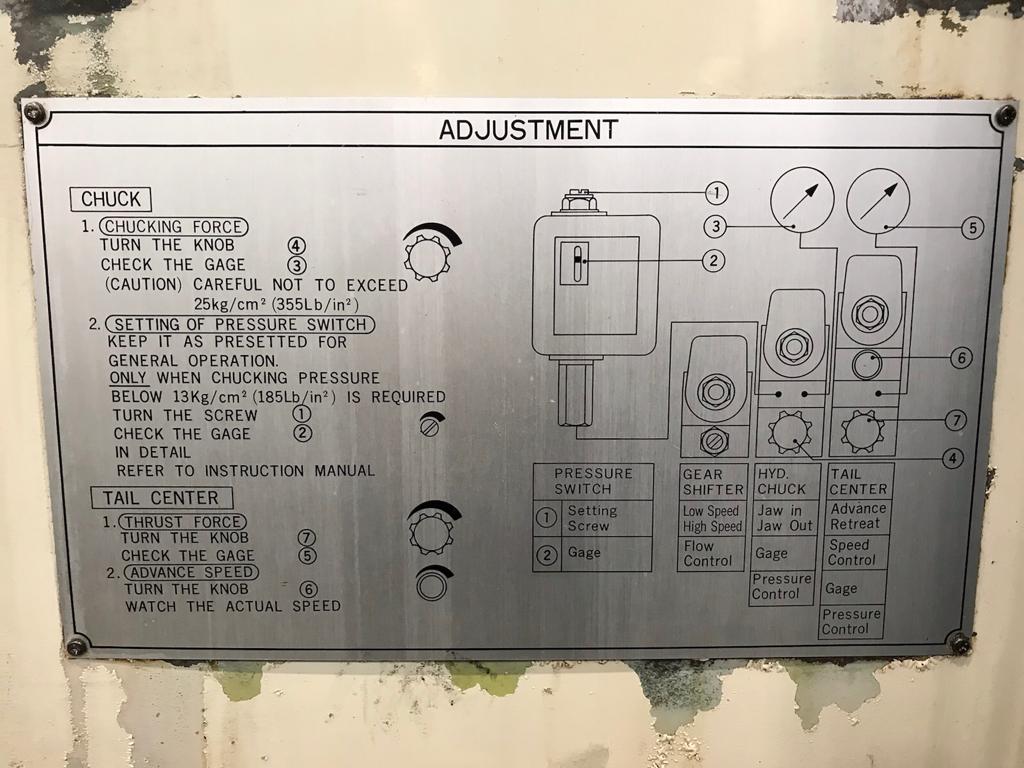 ADJUSTMENT
CHUCK
1. CHUCKING FORCE
TURN THE KNOB ④
CHECK THE GAGE ③
(CAUTION) CAREFUL NOT TO EXCEED
25kg/cm² (355Lb/in²)
2. SETTING OF PRESSURE SWITCH
KEEP IT AS PRESETTED FOR
GENERAL OPERATION.
ONLY WHEN CHUCKING PRESSURE
BELOW 13Kg/cm² (185Lb/in²) IS REQUIRED
TURN THE SCREW ①
CHECK THE GAGE ②
IN DETAIL
REFER TO INSTRUCTION MANUAL
TAIL CENTER
1. THRUST FORCE
TURN THE KNOB ⑦
CHECK THE GAGE ⑤
2. ADVANCE SPEED
TURN THE KNOB ⑥
WATCH THE ACTUAL SPEED
①
③
②
⑤
⑥
⑦
④
PRESSURE
SWITCH
① Setting
Screw
② Gage
GEAR
SHIFTER
Low Speed
High Speed
Flow
Control
HYD.
CHUCK
Jaw in
Jaw Out
Gage
Pressure
Control
TAIL
CENTER
Advance
Retreat
Speed
Control
Gage
Pressure
Control